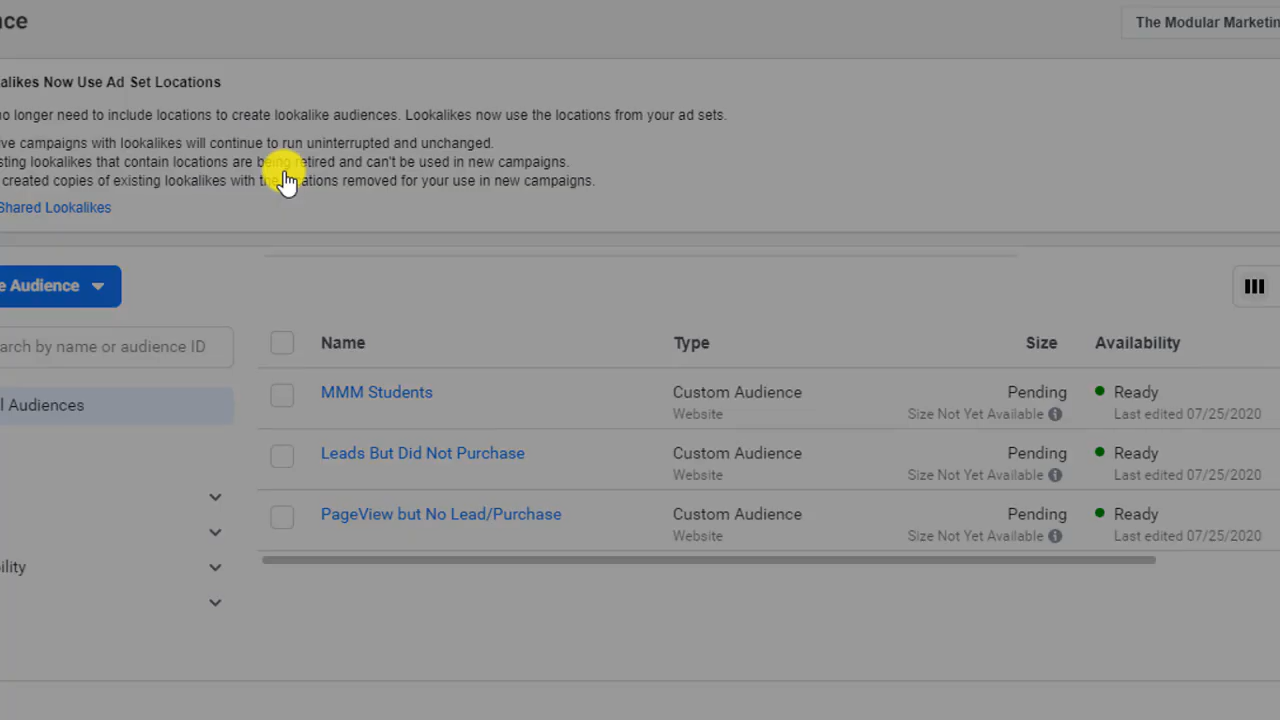 nce
The Modular Marketin
alikes Now Use Ad Set Locations
no longer need to include locations to create lookalike audiences. Lookalikes now use the locations from your ad sets.
ive campaigns with lookalikes will continue to run uninterrupted and unchanged.
sting lookalikes that contain locations are being retired and can't be used in new campaigns.
created copies of existing lookalikes with the locations removed for your use in new campaigns.
Shared Lookalikes
e Audience
arch by name or audience ID
Name Type Size Availability
l Audiences
MMM Students Custom Audience Pending Ready
Website Size Not Yet Available Last edited 07/25/2020
Leads But Did Not Purchase Custom Audience Pending Ready
Website Size Not Yet Available Last edited 07/25/2020
PageView but No Lead/Purchase Custom Audience Pending Ready
Website Size Not Yet Available Last edited 07/25/2020
ility